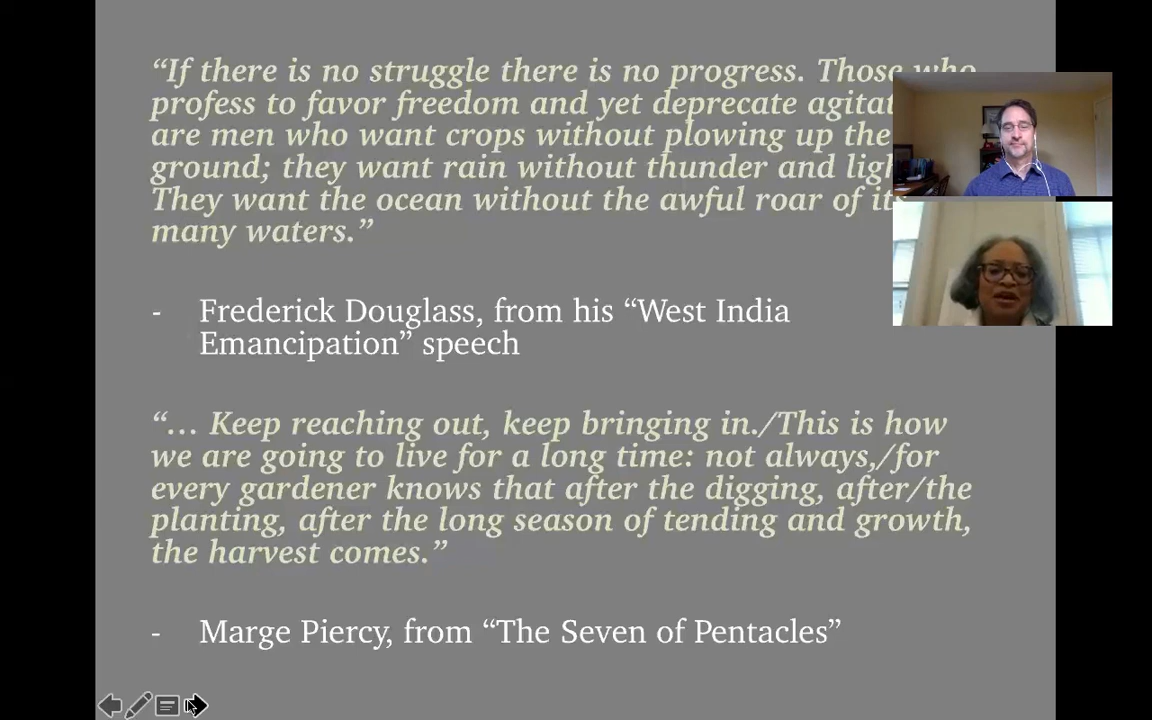 “If there is no struggle there is no progress. Those who
profess to favor freedom and yet deprecate
are men who want crops without plowing up the
ground; they want rain without thunder and
They want the ocean without the awful roar of its
many waters.”
- Frederick Douglass, from his “West India
Emancipation” speech
“... Keep reaching out, keep bringing in./This is how
we are going to live for a long time: not always,/for
every gardener knows that after the digging, after/the
planting, after the long season of tending and growth,
the harvest comes.”
- Marge Piercy, from “The Seven of Pentacles”